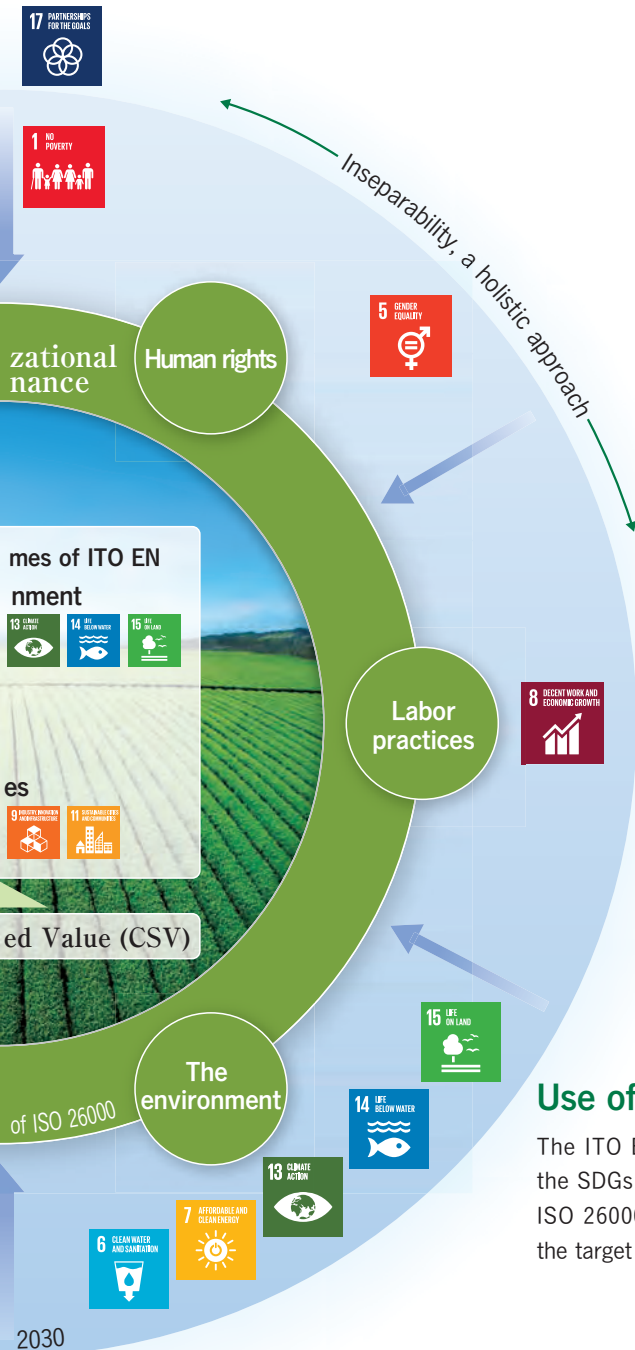 17 PARTNERSHIPS
FOR THE GOALS
1 NO
POVERTY
Inseparability, a holistic approach
5 GENDER
EQUALITY
zational
nance
Human rights
mes of ITO EN
nment
13 CLIMATE
ACTION
14 LIFE
BELOW WATER
15 LIFE
ON LAND
8 DECENT WORK AND
ECONOMIC GROWTH
Labor
practices
es
9 INDUSTRY, INNOVATION
AND INFRASTRUCTURE
11 SUSTAINABLE CITIES
AND COMMUNITIES
ed Value (CSV)
15 LIFE
ON LAND
The
environment
of ISO 26000
14 LIFE
BELOW WATER
13 CLIMATE
ACTION
7 AFFORDABLE AND
CLEAN ENERGY
6 CLEAN WATER
AND SANITATION
2030
Use of
The ITO E
the SDGs
ISO 26000
the target